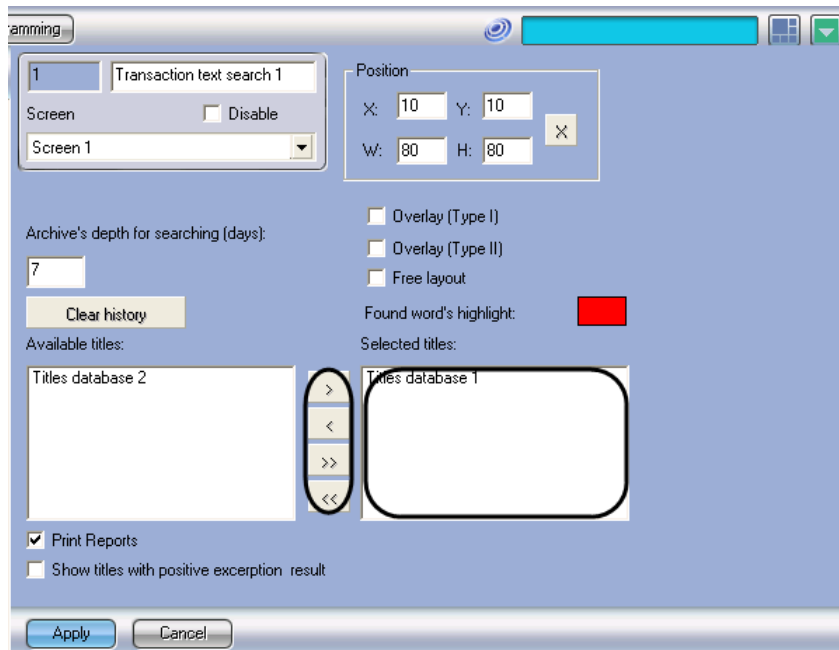 ramming
1 Transaction text search 1
Screen Disable
Screen 1
Position
X: 10 Y: 10
X
W: 80 H: 80
Overlay (Type I)
Overlay (Type II)
Free layout
Archive's depth for searching (days):
7
Clear history
Found word's highlight:
Available titles:
Selected titles:
Titles database 2
Titles database 1
>
<
>>
<<
Print Reports
Show titles with positive excerption result
Apply Cancel